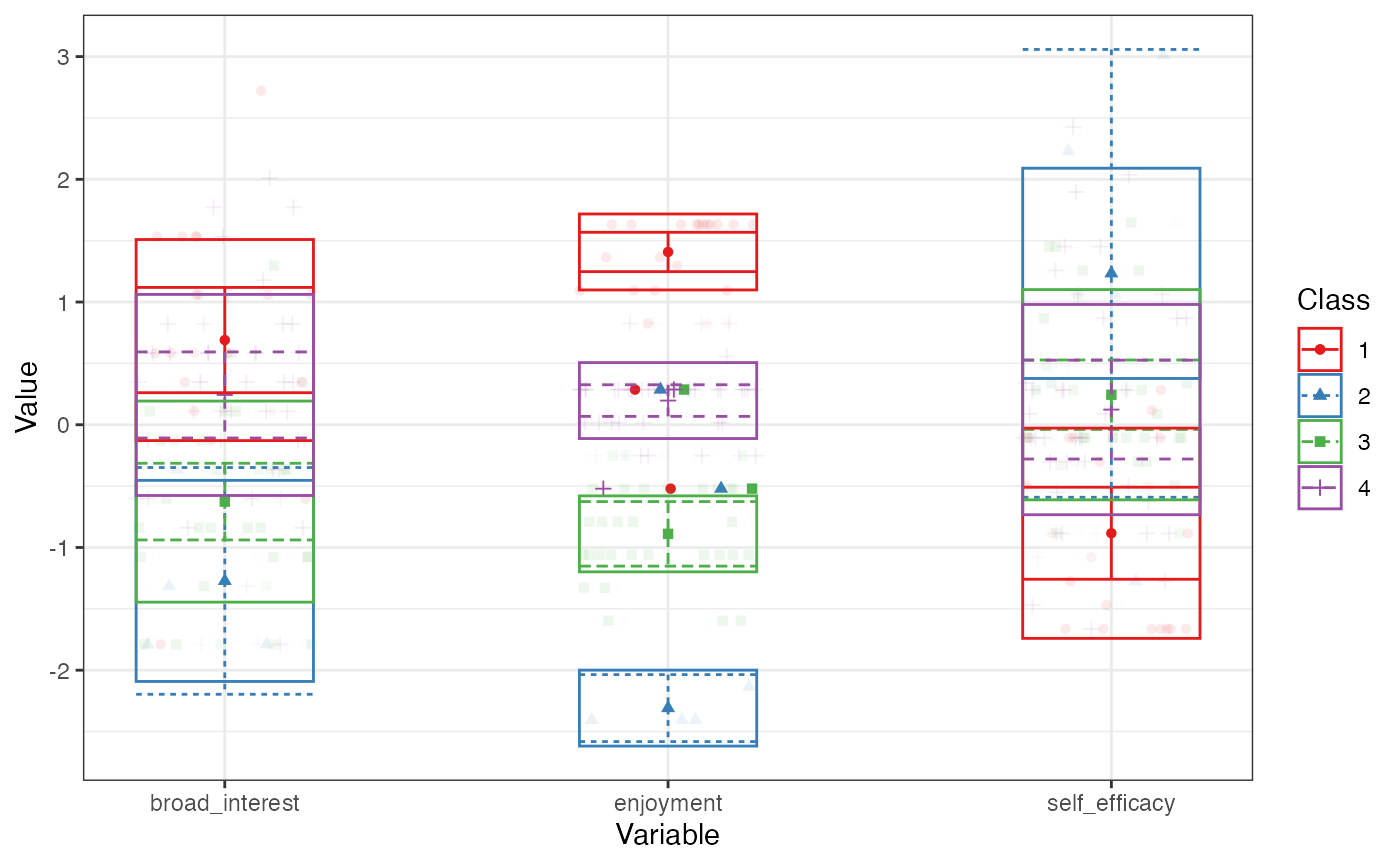 3
2
1
0
-1
-2
Value
broad_interest
enjoyment
self_efficacy
Variable
Class
1
2
3
4